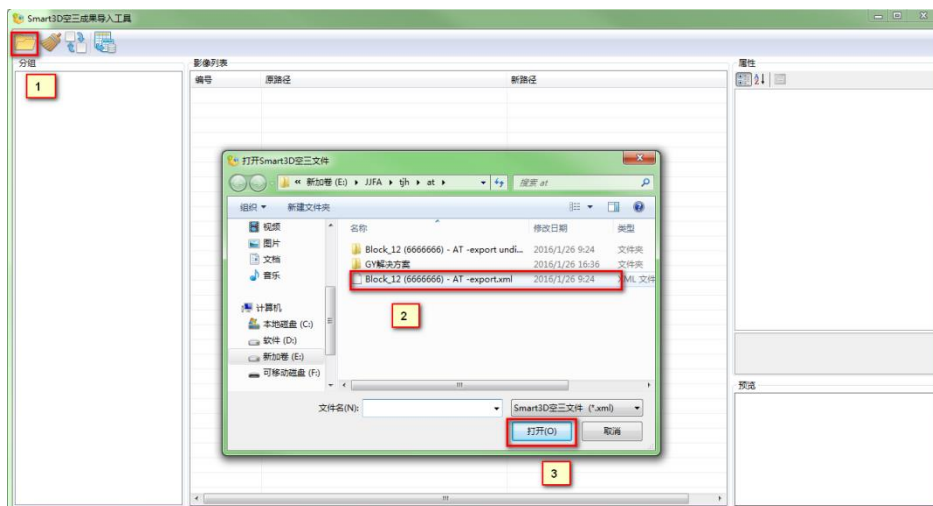 Smart3D空三成果导入工具
分组
影像列表
属性
编号 原路径 新路径
1
打开Smart3D空三文件
« 新加卷 (E:) ▸ JJFA ▸ tjh ▸ at ▸
搜索 at
组织 新建文件夹
视频
图片
文档
音乐
计算机
本地磁盘 (C:)
软件 (D:)
新加卷 (E:)
可移动磁盘 (F:)
名称 修改日期 类型
Block_12 (6666666) - AT -export undi... 2016/1/26 9:24 文件夹
GY解决方案 2016/1/26 16:36 文件夹
Block_12 (6666666) - AT -export.xml 2016/1/26 9:24 XML 文件
2
文件名(N):
Smart3D空三文件 (*.xml)
打开(O) 取消
3
预览